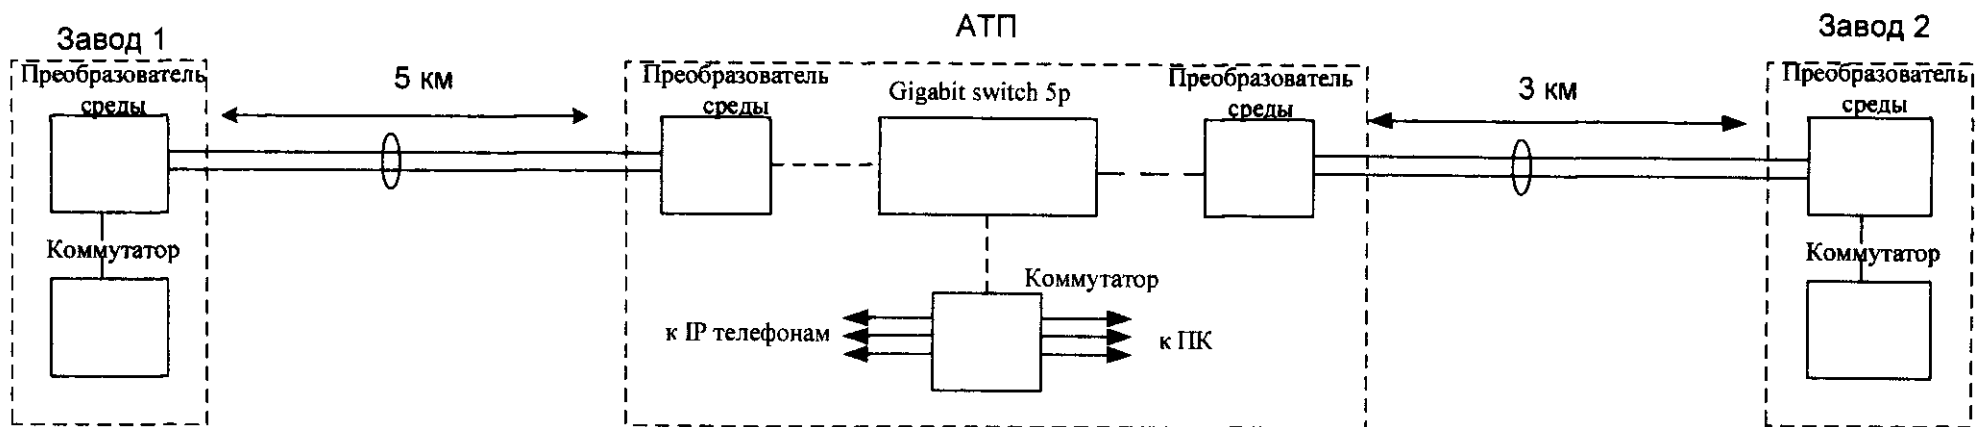 Завод 1
АТП
Завод 2
Преобразователь
среды
5 км
Преобразователь
среды
Gigabit switch 5p
Преобразователь
среды
3 км
Преобразователь
среды
Коммутатор
Коммутатор
Коммутатор
к IP телефонам
к ПК